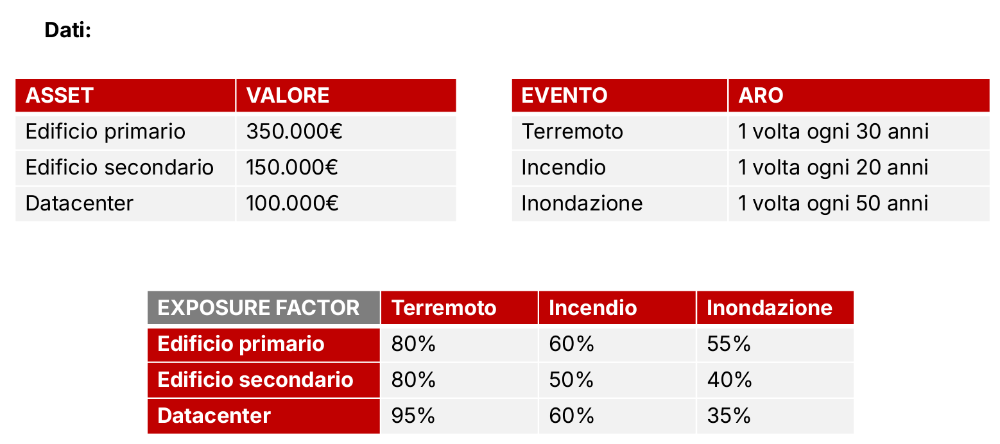 Dati:
ASSET VALORE
Edificio primario 350.000€
Edificio secondario 150.000€
Datacenter 100.000€
EVENTO ARO
Terremoto 1 volta ogni 30 anni
Incendio 1 volta ogni 20 anni
Inondazione 1 volta ogni 50 anni
EXPOSURE FACTOR Terremoto Incendio Inondazione
Edificio primario 80% 60% 55%
Edificio secondario 80% 50% 40%
Datacenter 95% 60% 35%